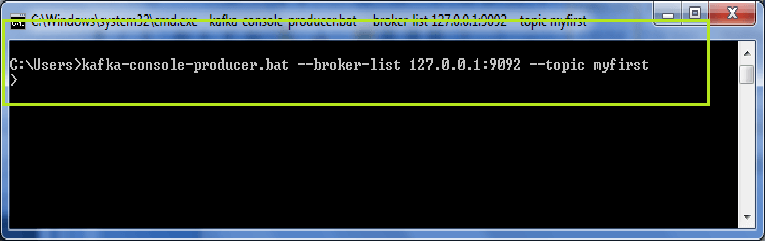 C:\Windows\system32\cmd.exe - kafka-console-producer.bat --broker-list 127.0.0.1:9092 --topic myfirst
C:\Users>kafka-console-producer.bat --broker-list 127.0.0.1:9092 --topic myfirst
>